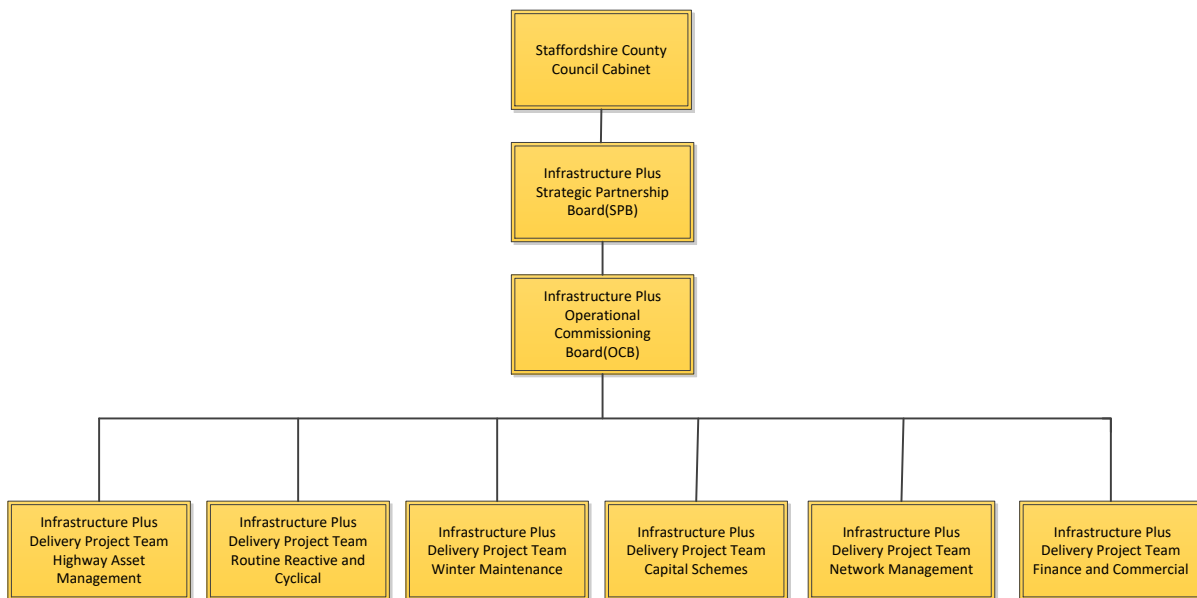 Staffordshire County
Council Cabinet
Infrastructure Plus
Strategic Partnership
Board(SPB)
Infrastructure Plus
Operational
Commissioning
Board(OCB)
Infrastructure Plus
Delivery Project Team
Highway Asset
Management
Infrastructure Plus
Delivery Project Team
Routine Reactive and
Cyclical
Infrastructure Plus
Delivery Project Team
Winter Maintenance
Infrastructure Plus
Delivery Project Team
Capital Schemes
Infrastructure Plus
Delivery Project Team
Network Management
Infrastructure Plus
Delivery Project Team
Finance and Commercial